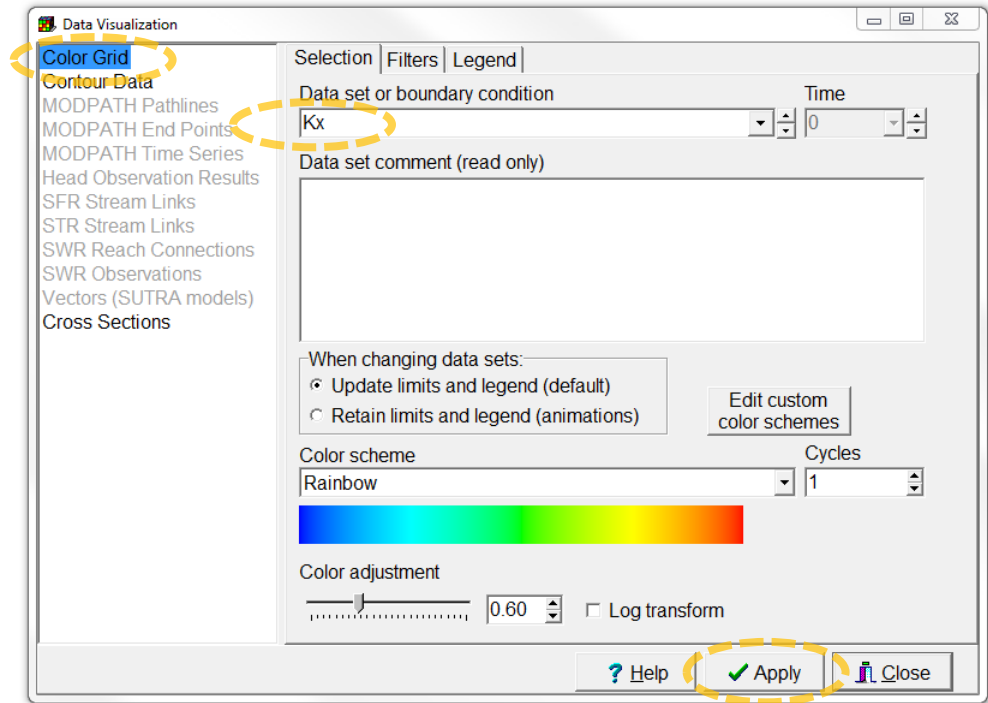 Data Visualization
Color Grid
Contour Data
MODPATH Pathlines
MODPATH End Points
MODPATH Time Series
Head Observation Results
SFR Stream Links
STR Stream Links
SWR Reach Connections
SWR Observations
Vectors (SUTRA models)
Cross Sections
Selection Filters Legend
Data set or boundary condition Time
Kx 0
Data set comment (read only)
When changing data sets:
Update limits and legend (default)
Retain limits and legend (animations)
Edit custom
color schemes
Color scheme Cycles
Rainbow 1
Color adjustment
0.60 Log transform
? Help Apply Close